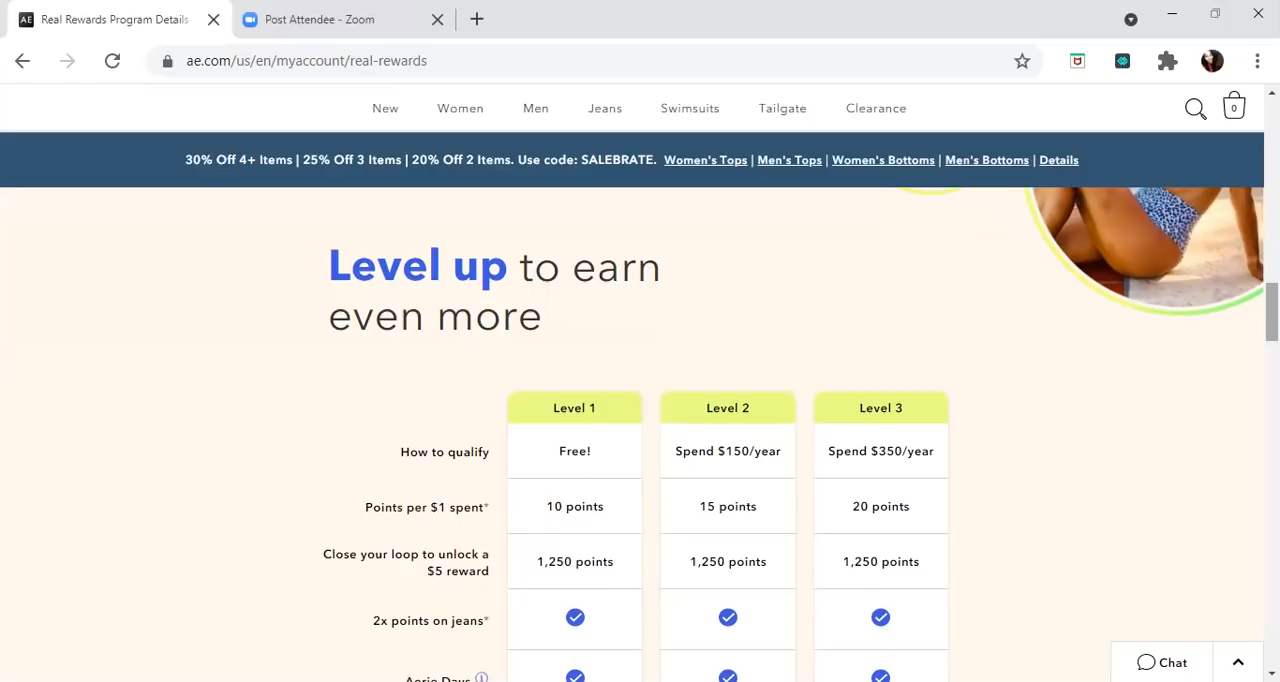 Real Rewards Program Details
Post Attendee - Zoom
ae.com/us/en/myaccount/real-rewards
New Women Men Jeans Swimsuits Tailgate Clearance
0
30% Off 4+ Items | 25% Off 3 Items | 20% Off 2 Items. Use code: SALEBRATE. Women's Tops | Men's Tops | Women's Bottoms | Men's Bottoms | Details
Level up to earn
even more
Level 1 Level 2 Level 3
How to qualify Free! Spend $150/year Spend $350/year
Points per $1 spent* 10 points 15 points 20 points
Close your loop to unlock a
$5 reward 1,250 points 1,250 points 1,250 points
2x points on jeans*
Aerie Days
Chat